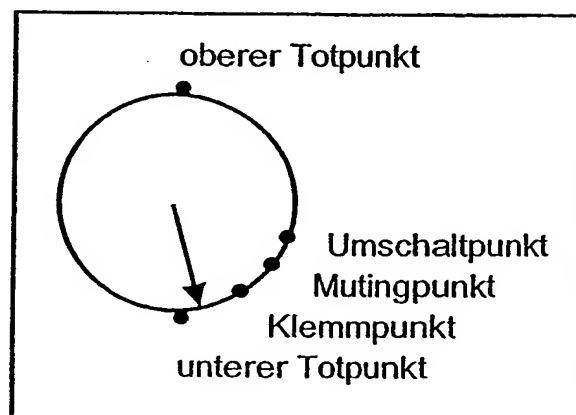 oberer Totpunkt
Umschaltpunkt
Mutingpunkt
Klemmpunkt
unterer Totpunkt